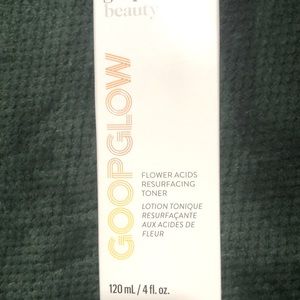 beauty
GOOPGLOW
FLOWER ACIDS
RESURFACING
TONER
LOTION TONIQUE
RESURFAÇANTE
AUX ACIDES DE
FLEUR
120 mL / 4 fl. oz.